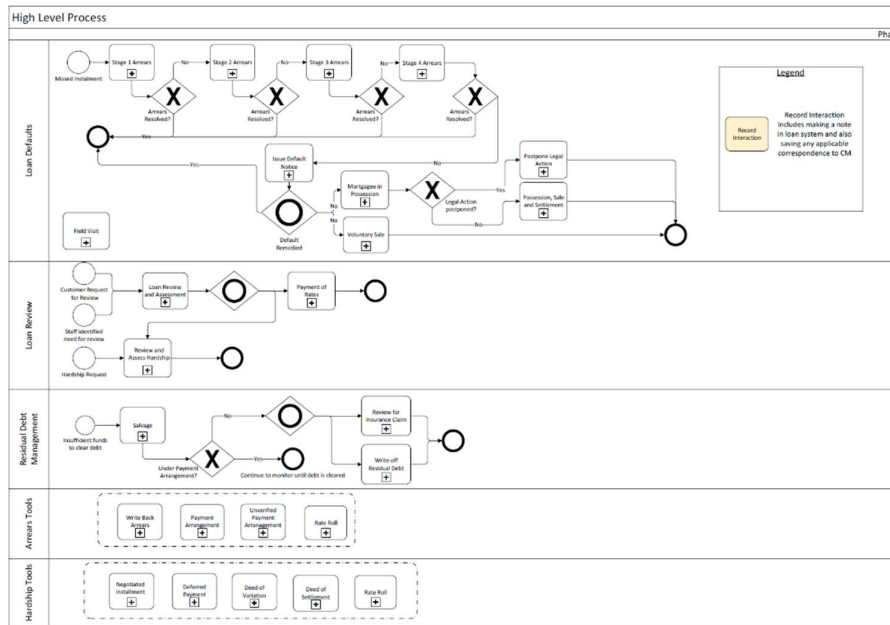 High Level Process
Pha
Loan Defaults
Missed Instalment
Stage 1 Arrears
No
Stage 2 Arrears
No
Stage 3 Arrears
No
Stage 4 Arrears
Arrears
Resolved?
Arrears
Resolved?
Arrears
Resolved?
Arrears
Resolved?
Yes
Yes
No
Issue Default
Notice
Default
Remedied
No
No
Mortgagee in
Possession
Voluntary Sale
Legal Action
postponed?
Yes
No
Postpone Legal
Action
Possession, Sale
and Settlement
Field Visit
Legend
Record
Interaction
Record Interaction
includes making a note
in loan system and also
saving any applicable
correspondence to CM
Loan Review
Customer Request
for Review
Staff identified
need for review
Hardship Request
Loan Review
and Assessment
Payment of
Rates
Review and
Assess Hardship
Residual Debt
Management
Insufficient funds
to clear debt
Salvage
Under Payment
Arrangement?
No
Yes
Continue to monitor until debt is cleared
Review for
Insurance Claim
Write off
Residual Debt
Arrears Tools
Write Back
Arrears
Payment
Arrangement
Unverified
Payment
Arrangement
Rate Roll
Hardship Tools
Negotiated
Installment
Deferred
Payment
Deed of
Variation
Deed of
Settlement
Rate Roll